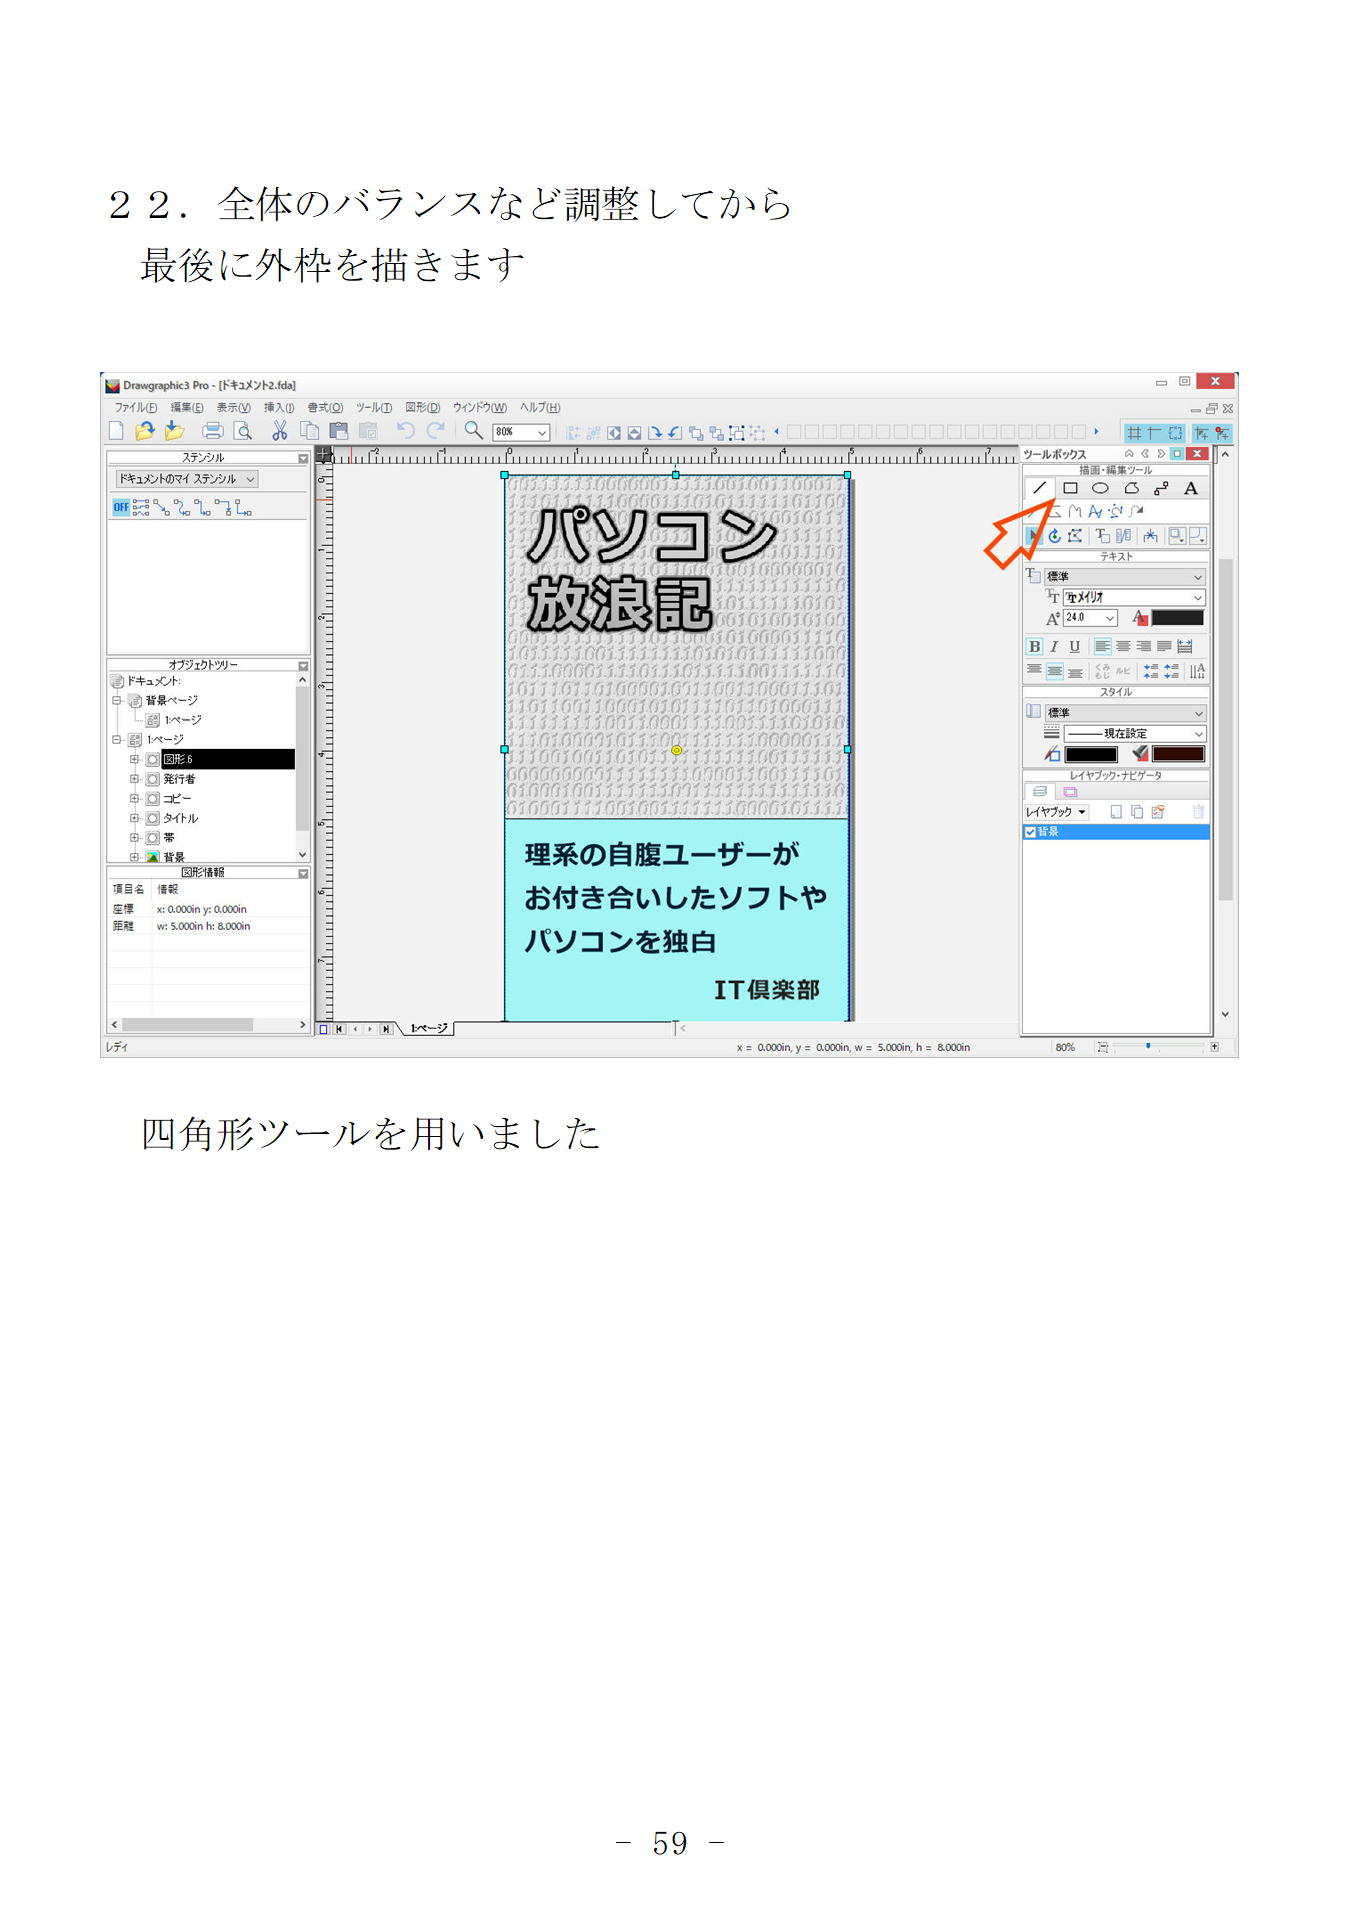 ２２．全体のバランスなど調整してから
最後に外枠を描きます
Drawgraphic3 Pro - [ドキュメント2.fda]
ファイル(F) 編集(E) 表示(V) 挿入(I) 書式(O) ツール(T) 図形(D) ウィンドウ(W) ヘルプ(H)
80%
ステンシル
ドキュメントのマイ ステンシル
OFF
オブジェクトツリー
ドキュメント:
背景ページ
1:ページ
1:ページ
図形.6
発行者
コピー
タイトル
帯
背景
図形情報
項目名 情報
座標 x: 0.000in y: 0.000in
距離 w: 5.000in h: 8.000in
レディ
パソコン
放浪記
理系の自腹ユーザーが
お付き合いしたソフトや
パソコンを独白
IT倶楽部
1:ページ
x = 0.000in, y = 0.000in, w = 5.000in, h = 8.000in
80%
ツールボックス
描画・編集ツール
テキスト
標準
メイリオ
24.0
B I U
スタイル
標準
現在設定
レイヤブック・ナビゲータ
レイヤブック
背景
四角形ツールを用いました
- 59 -